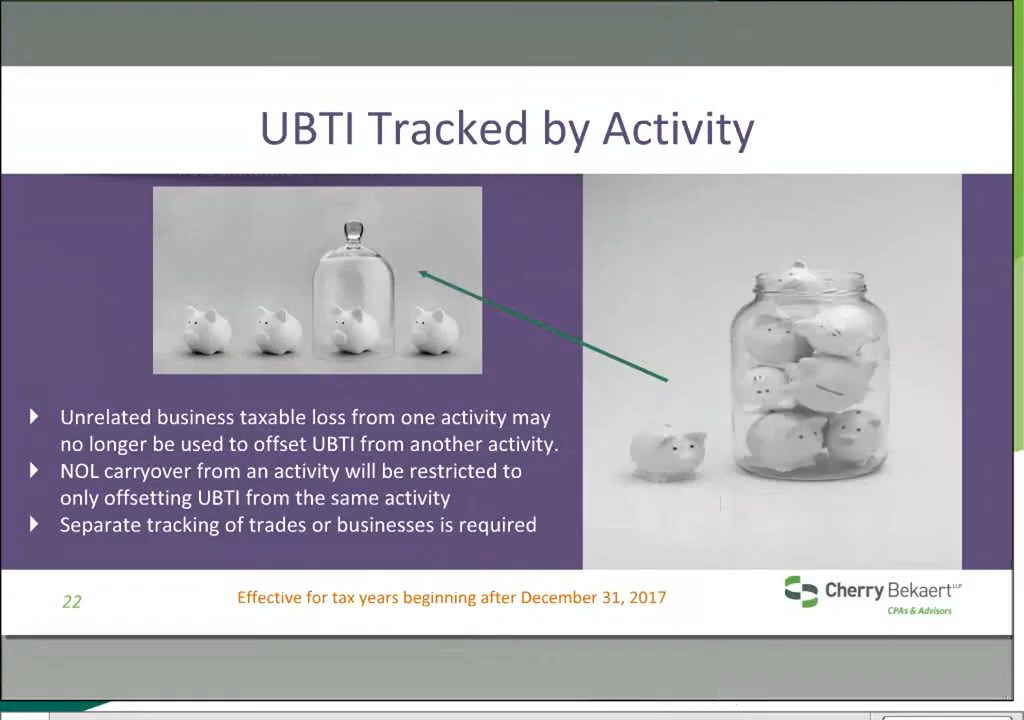 UBTI Tracked by Activity
Unrelated business taxable loss from one activity may
no longer be used to offset UBTI from another activity.
NOL carryover from an activity will be restricted to
only offsetting UBTI from the same activity
Separate tracking of trades or businesses is required
22
Effective for tax years beginning after December 31, 2017
Cherry Bekaert LLP
CPAs & Advisors